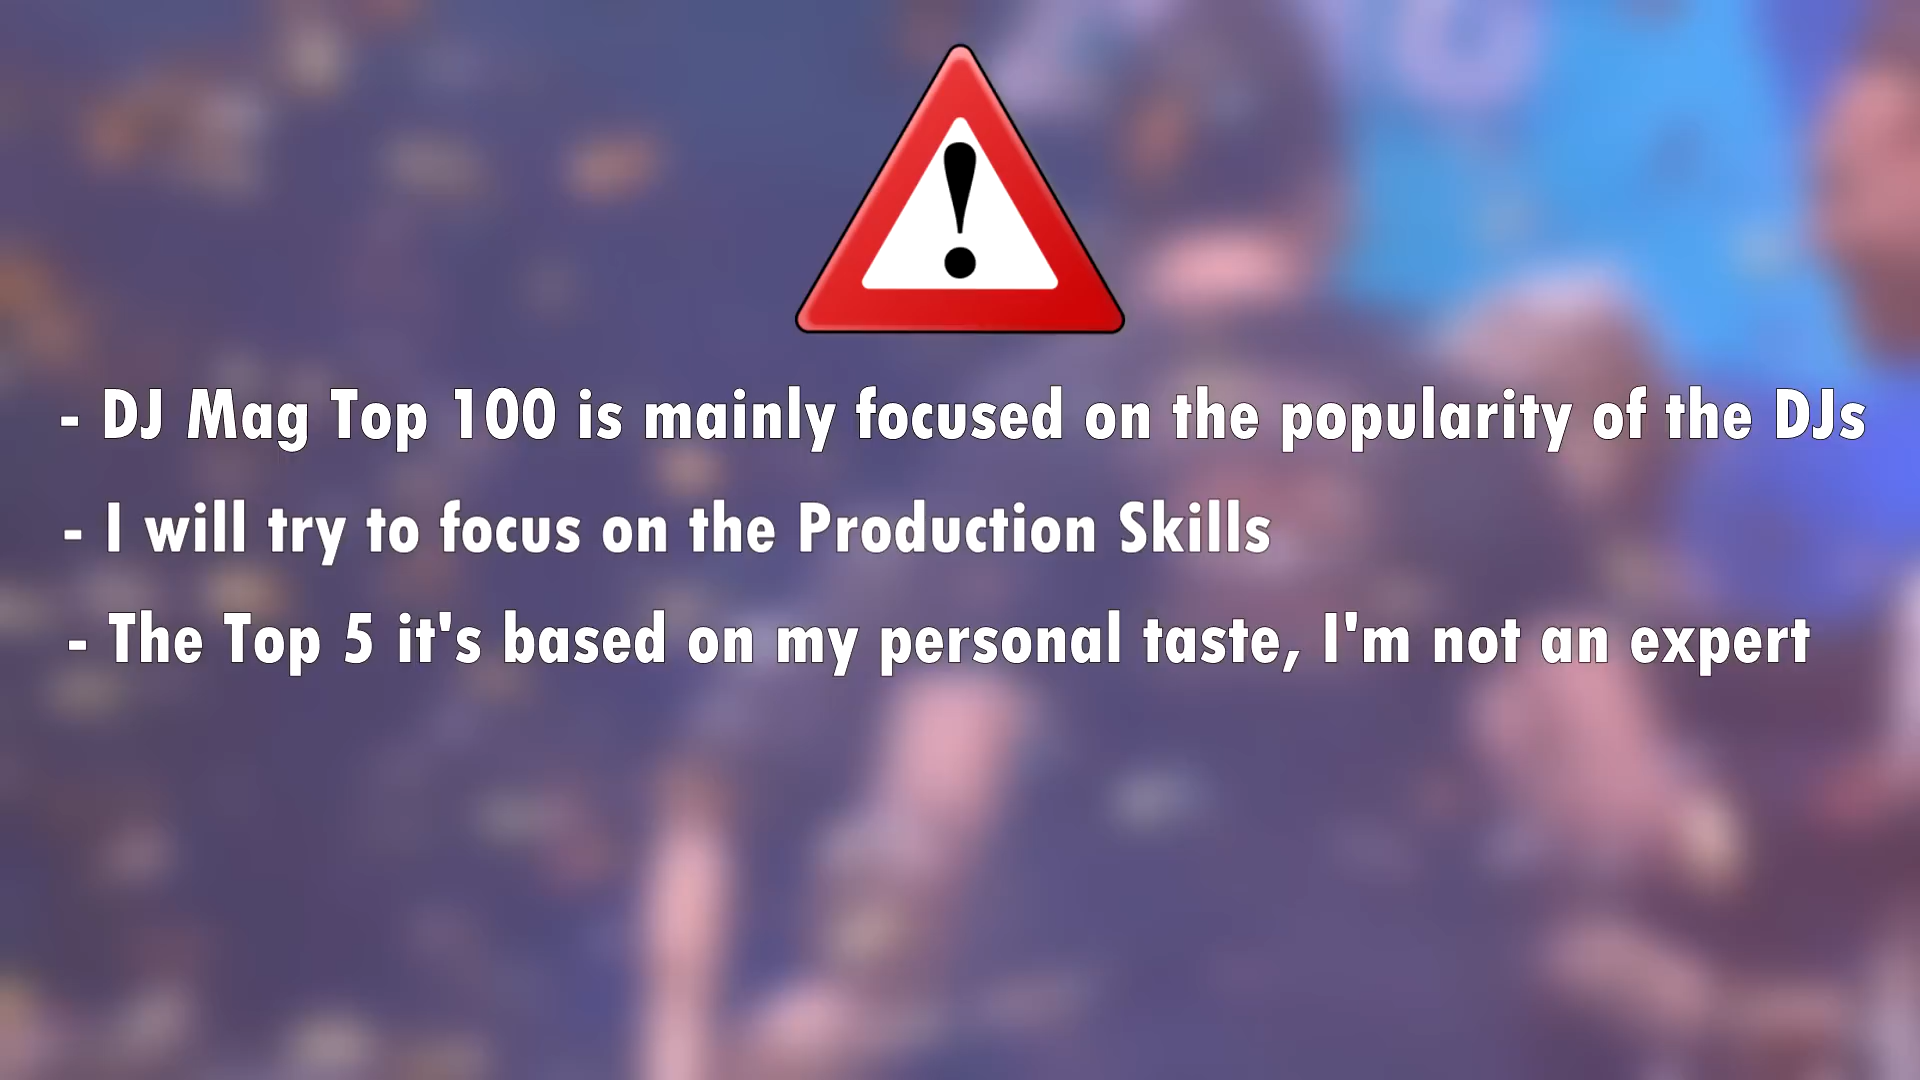 - DJ Mag Top 100 is mainly focused on the popularity of the DJs
- I will try to focus on the Production Skills
- The Top 5 it's based on my personal taste, I'm not an expert